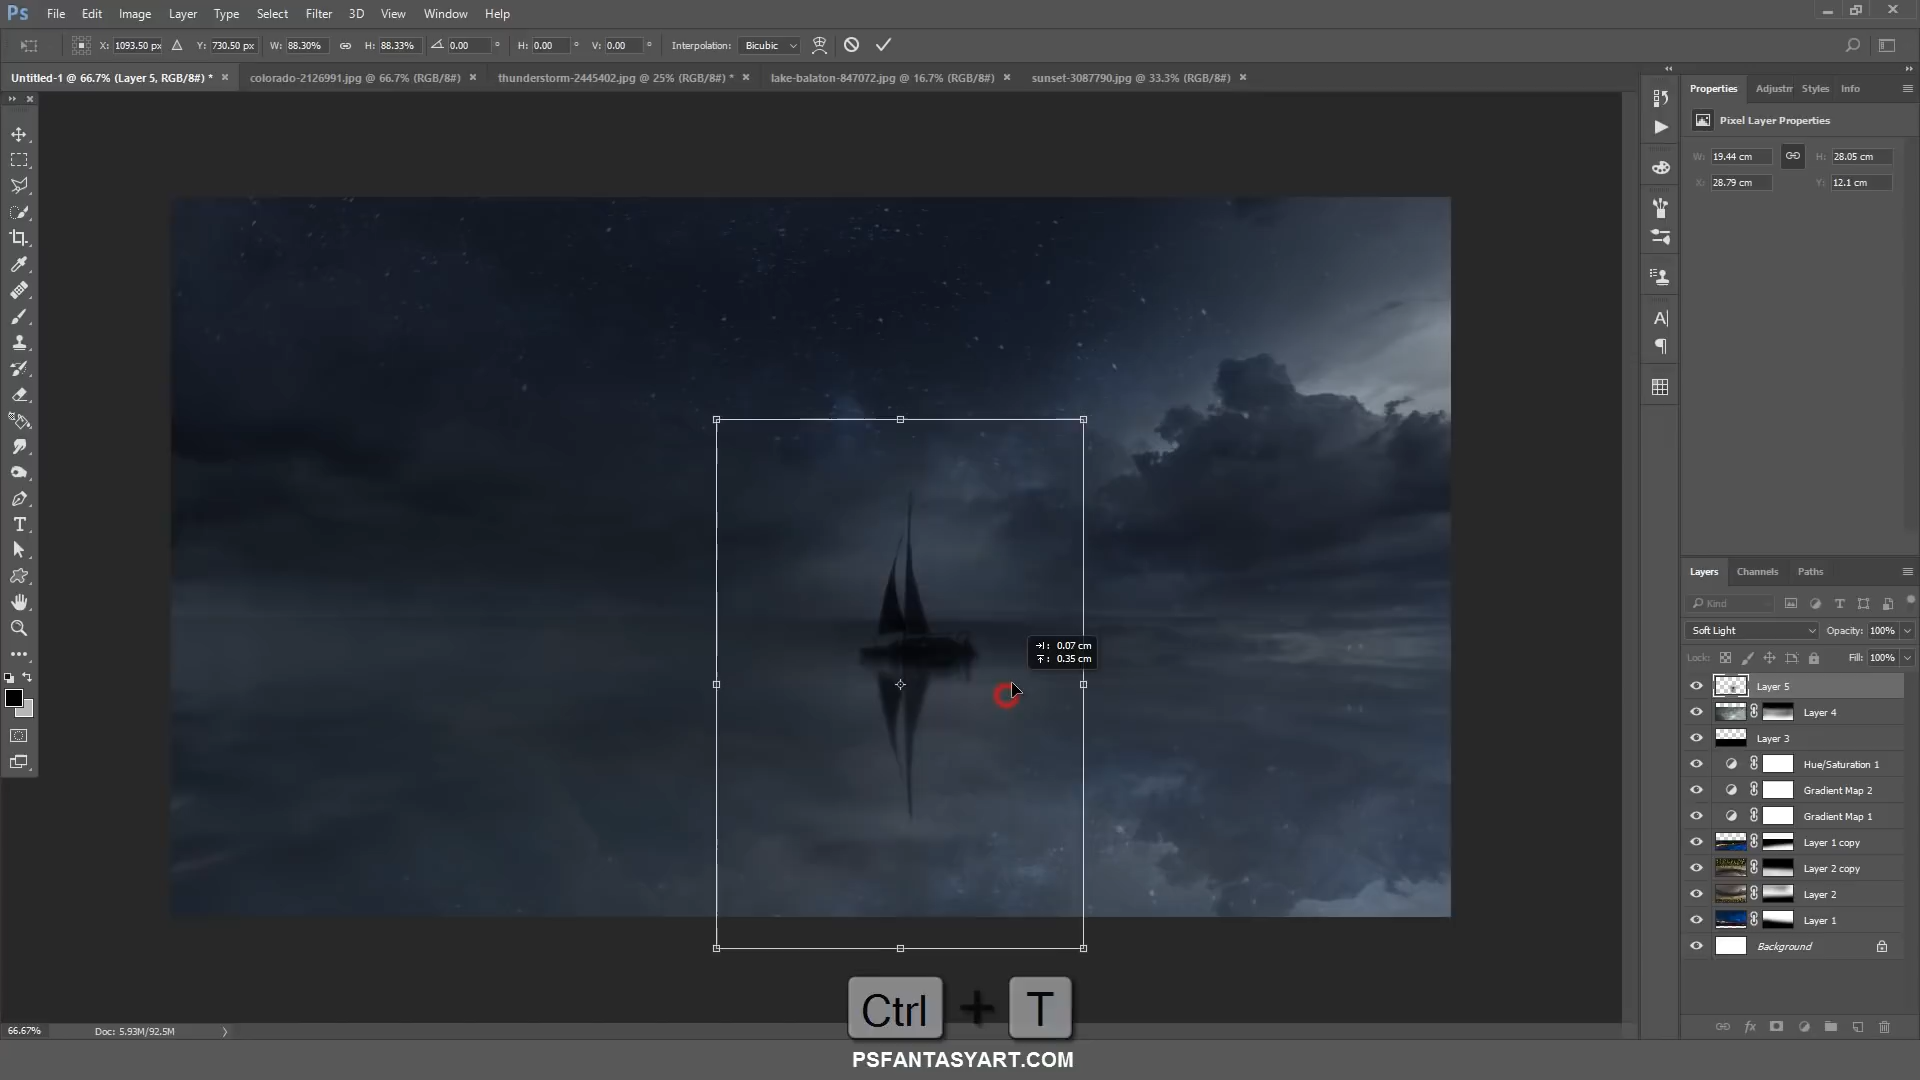 Ps File Edit Image Layer Type Select Filter 3D View Window Help
X: 1093.50 px Y: 730.50 px W: 88.30% H: 88.33% 0.00 ° H: 0.00 ° V: 0.00 ° Interpolation: Bicubic
Untitled-1 @ 66.7% (Layer 5, RGB/8#) * × colorado-2126991.jpg @ 66.7% (RGB/8#) × thunderstorm-2445402.jpg @ 25% (RGB/8#) * × lake-balaton-847072.jpg @ 16.7% (RGB/8#) × sunset-3087790.jpg @ 33.3% (RGB/8#) ×
Properties Adjustm Styles Info
Pixel Layer Properties
W: 19.44 cm H: 28.05 cm
X: 28.79 cm Y: 12.1 cm
0.07 cm
0.35 cm
Layers Channels Paths
Kind
Soft Light Opacity: 100%
Lock: Fill: 100%
Layer 5
Layer 4
Layer 3
Hue/Saturation 1
Gradient Map 2
Gradient Map 1
Layer 1 copy
Layer 2 copy
Layer 2
Layer 1
Background
66.67% Doc: 5.93M/92.5M
Ctrl + T
PSFANTASYART.COM